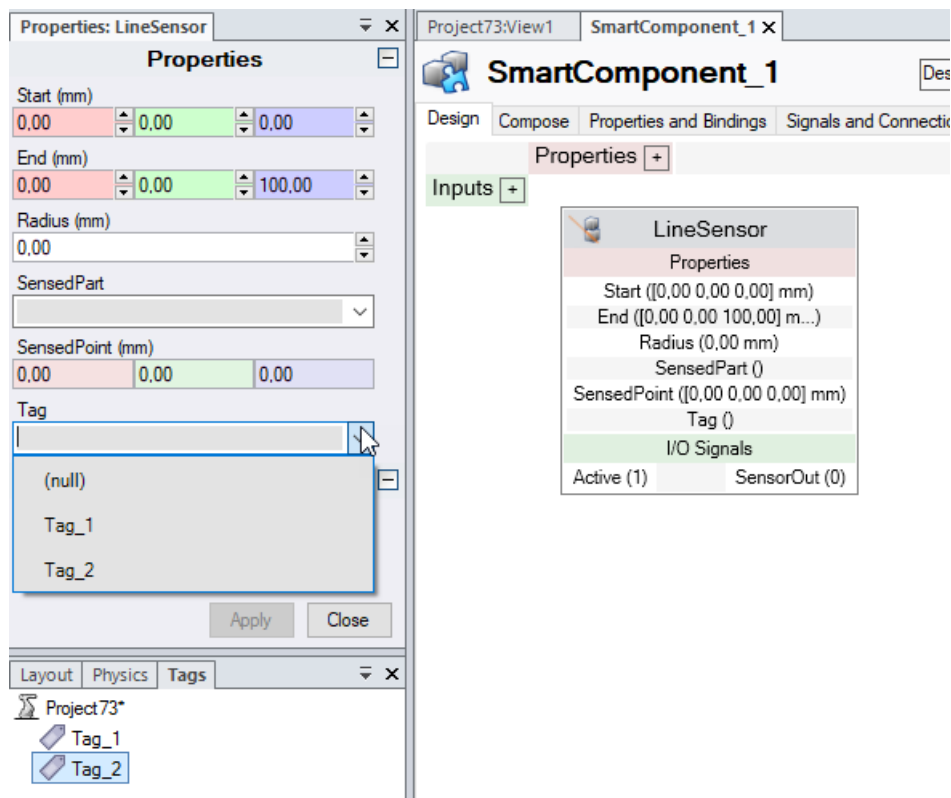 Properties: LineSensor
Properties
Start (mm)
0,00 0,00 0,00
End (mm)
0,00 0,00 100,00
Radius (mm)
0,00
SensedPart
SensedPoint (mm)
0,00 0,00 0,00
Tag
(null)
Tag_1
Tag_2
Apply Close
Layout Physics Tags
Project73*
Tag_1
Tag_2
Project73:View1 SmartComponent_1
SmartComponent_1
Des
Design Compose Properties and Bindings Signals and Connectio
Properties +
Inputs +
LineSensor
Properties
Start ([0,00 0,00 0,00] mm)
End ([0,00 0,00 100,00] m...)
Radius (0,00 mm)
SensedPart ()
SensedPoint ([0,00 0,00 0,00] mm)
Tag ()
I/O Signals
Active (1) SensorOut (0)